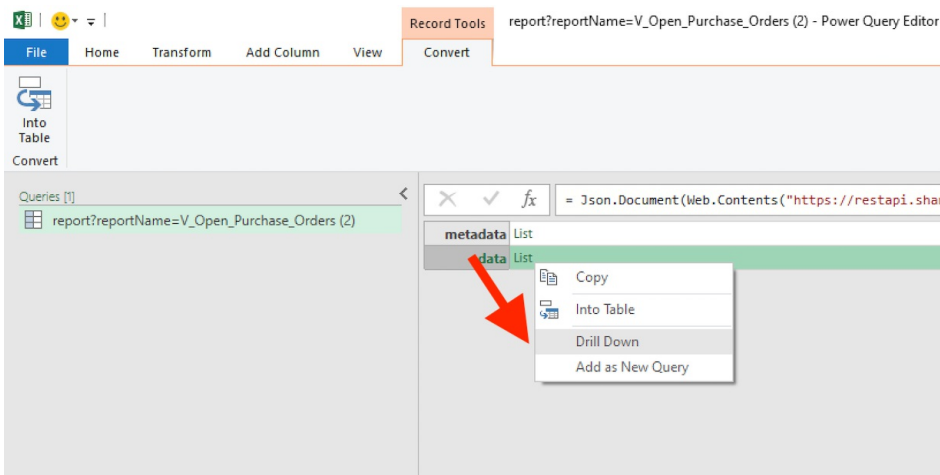 Record Tools
report?reportName=V_Open_Purchase_Orders (2) - Power Query Editor
File
Home
Transform
Add Column
View
Convert
Into
Table
Convert
Queries [1]
report?reportName=V_Open_Purchase_Orders (2)
fx
= Json.Document(Web.Contents("https://restapi.shar
metadata List
data List
Copy
Into Table
Drill Down
Add as New Query